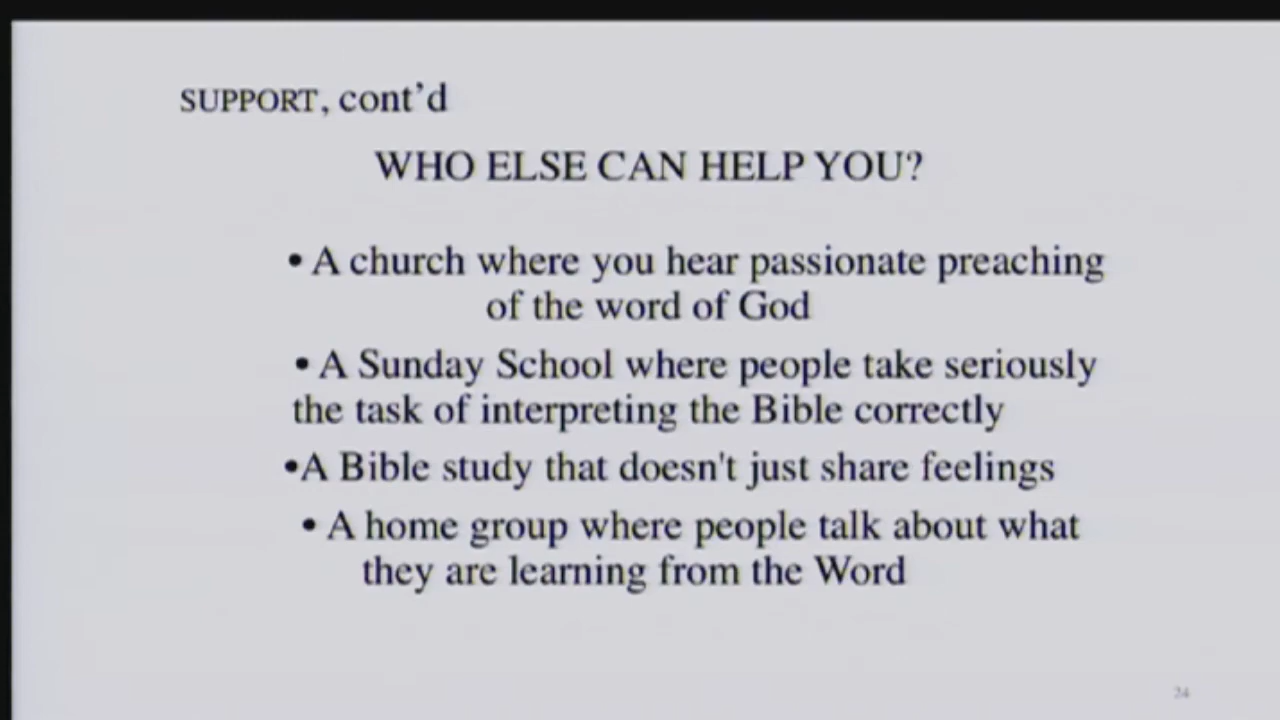 SUPPORT, cont’d
WHO ELSE CAN HELP YOU?
• A church where you hear passionate preaching
of the word of God
• A Sunday School where people take seriously
the task of interpreting the Bible correctly
•A Bible study that doesn't just share feelings
• A home group where people talk about what
they are learning from the Word
24